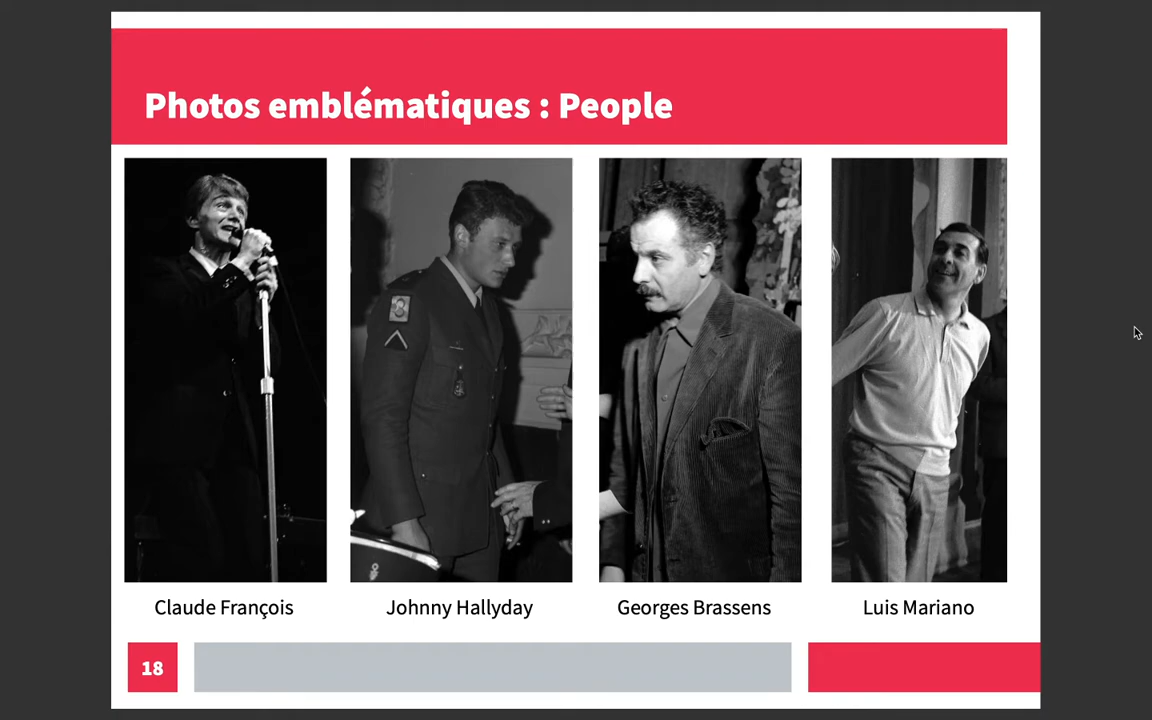 Photos emblématiques : People
Claude François
Johnny Hallyday
Georges Brassens
Luis Mariano
18